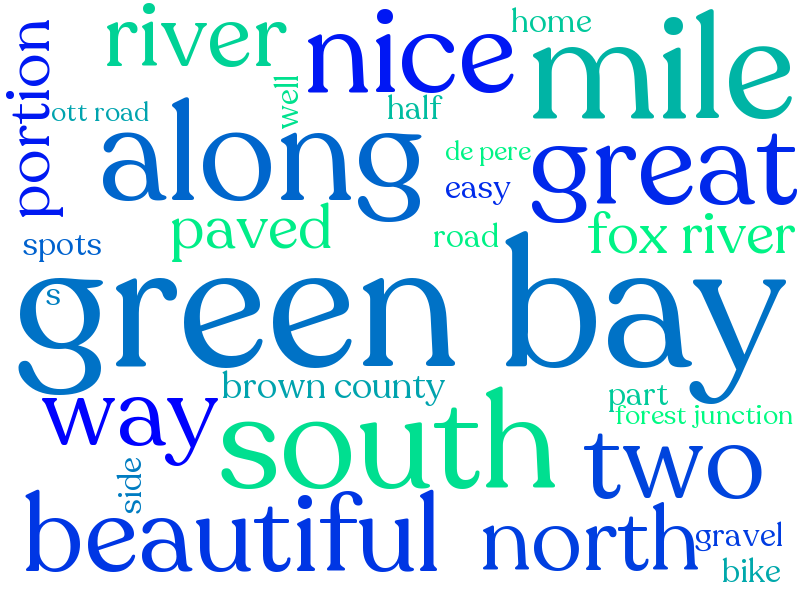 river
nice
home
mile
portion
ott road
well
half
along
de pere
great
easy
paved
road
fox river
spots
s
green bay
brown county
way
part
forest junction
south
two
side
beautiful
north
gravel
bike